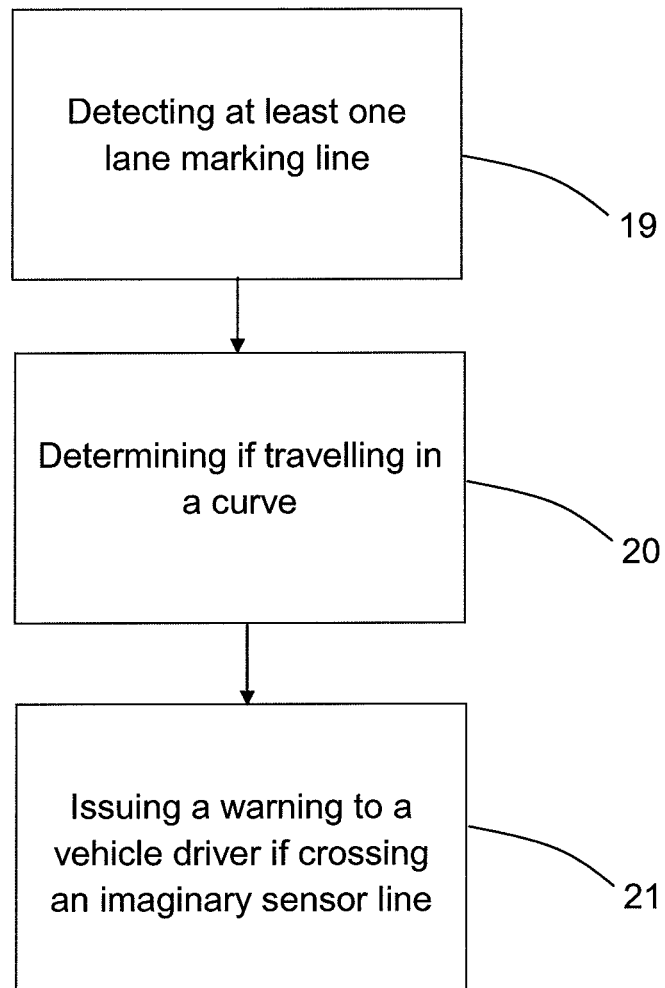 Detecting at least one
lane marking line
19
Determining if travelling in
a curve
20
Issuing a warning to a
vehicle driver if crossing
an imaginary sensor line
21